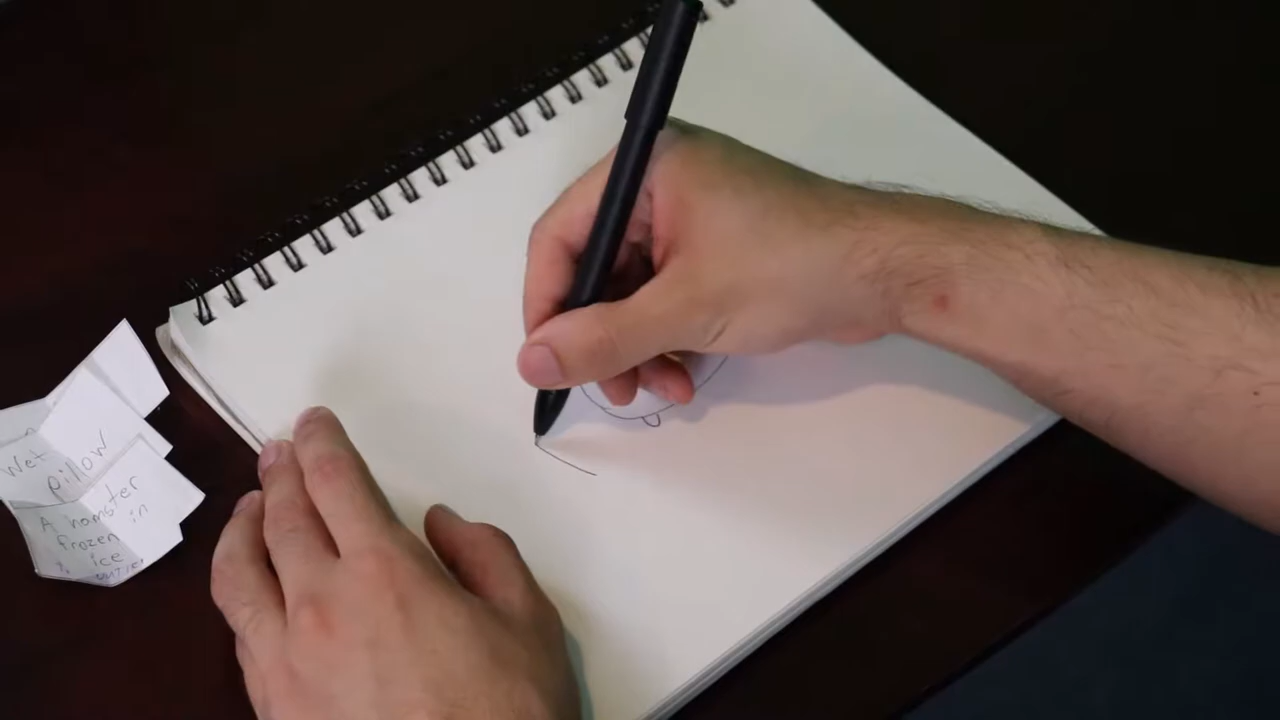 Wet
pillow
A hamster
in
frozen
ice